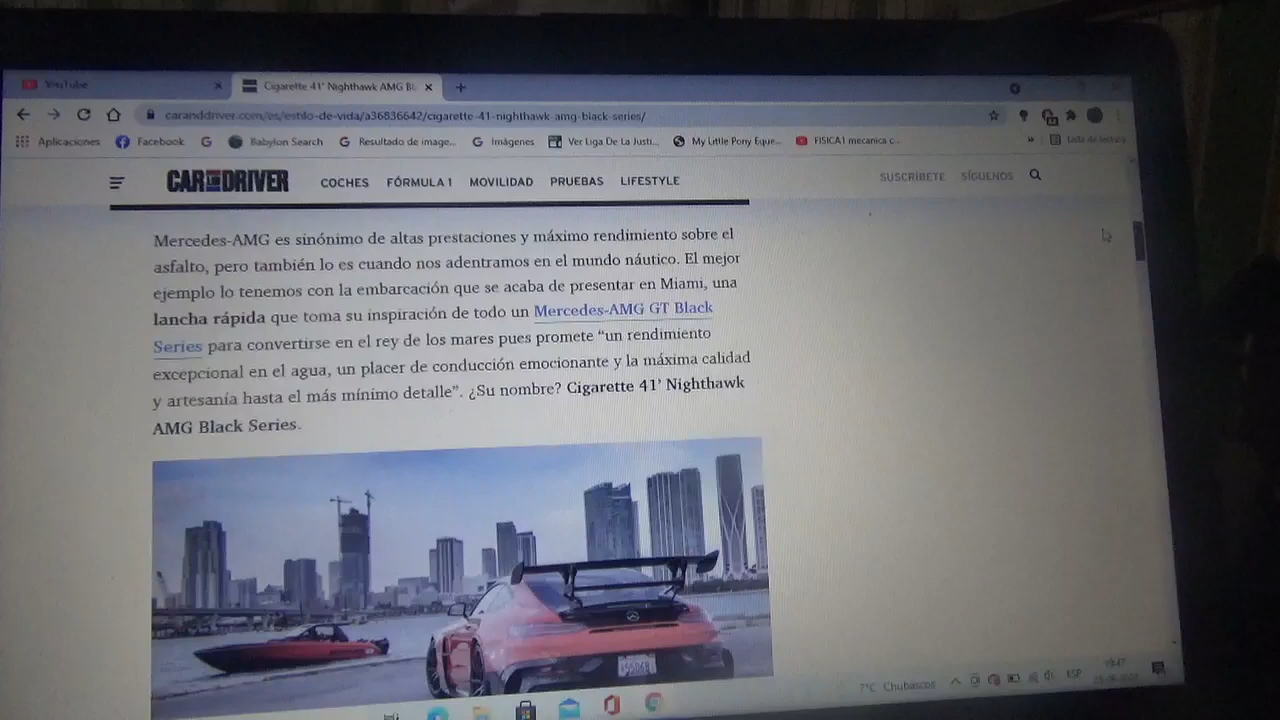 YouTube
Cigarette 41' Nighthawk AMG Bl
caranddriver.com/es/estilo-de-vida/a36836642/cigarette-41-nighthawk-amg-black-series/
Aplicaciones Facebook Babylon Search Resultado de image... Imágenes Ver Liga De La Justi... My Little Pony Eque... FISICA1 mecanica c... » Lista de lectura
CAR AND DRIVER COCHES FÓRMULA 1 MOVILIDAD PRUEBAS LIFESTYLE SUSCRÍBETE SÍGUENOS
Mercedes-AMG es sinónimo de altas prestaciones y máximo rendimiento sobre el
asfalto, pero también lo es cuando nos adentramos en el mundo náutico. El mejor
ejemplo lo tenemos con la embarcación que se acaba de presentar en Miami, una
lancha rápida que toma su inspiración de todo un Mercedes-AMG GT Black
Series para convertirse en el rey de los mares pues promete “un rendimiento
excepcional en el agua, un placer de conducción emocionante y la máxima calidad
y artesanía hasta el más mínimo detalle”. ¿Su nombre? Cigarette 41’ Nighthawk
AMG Black Series.
7°C Chubascos ESP